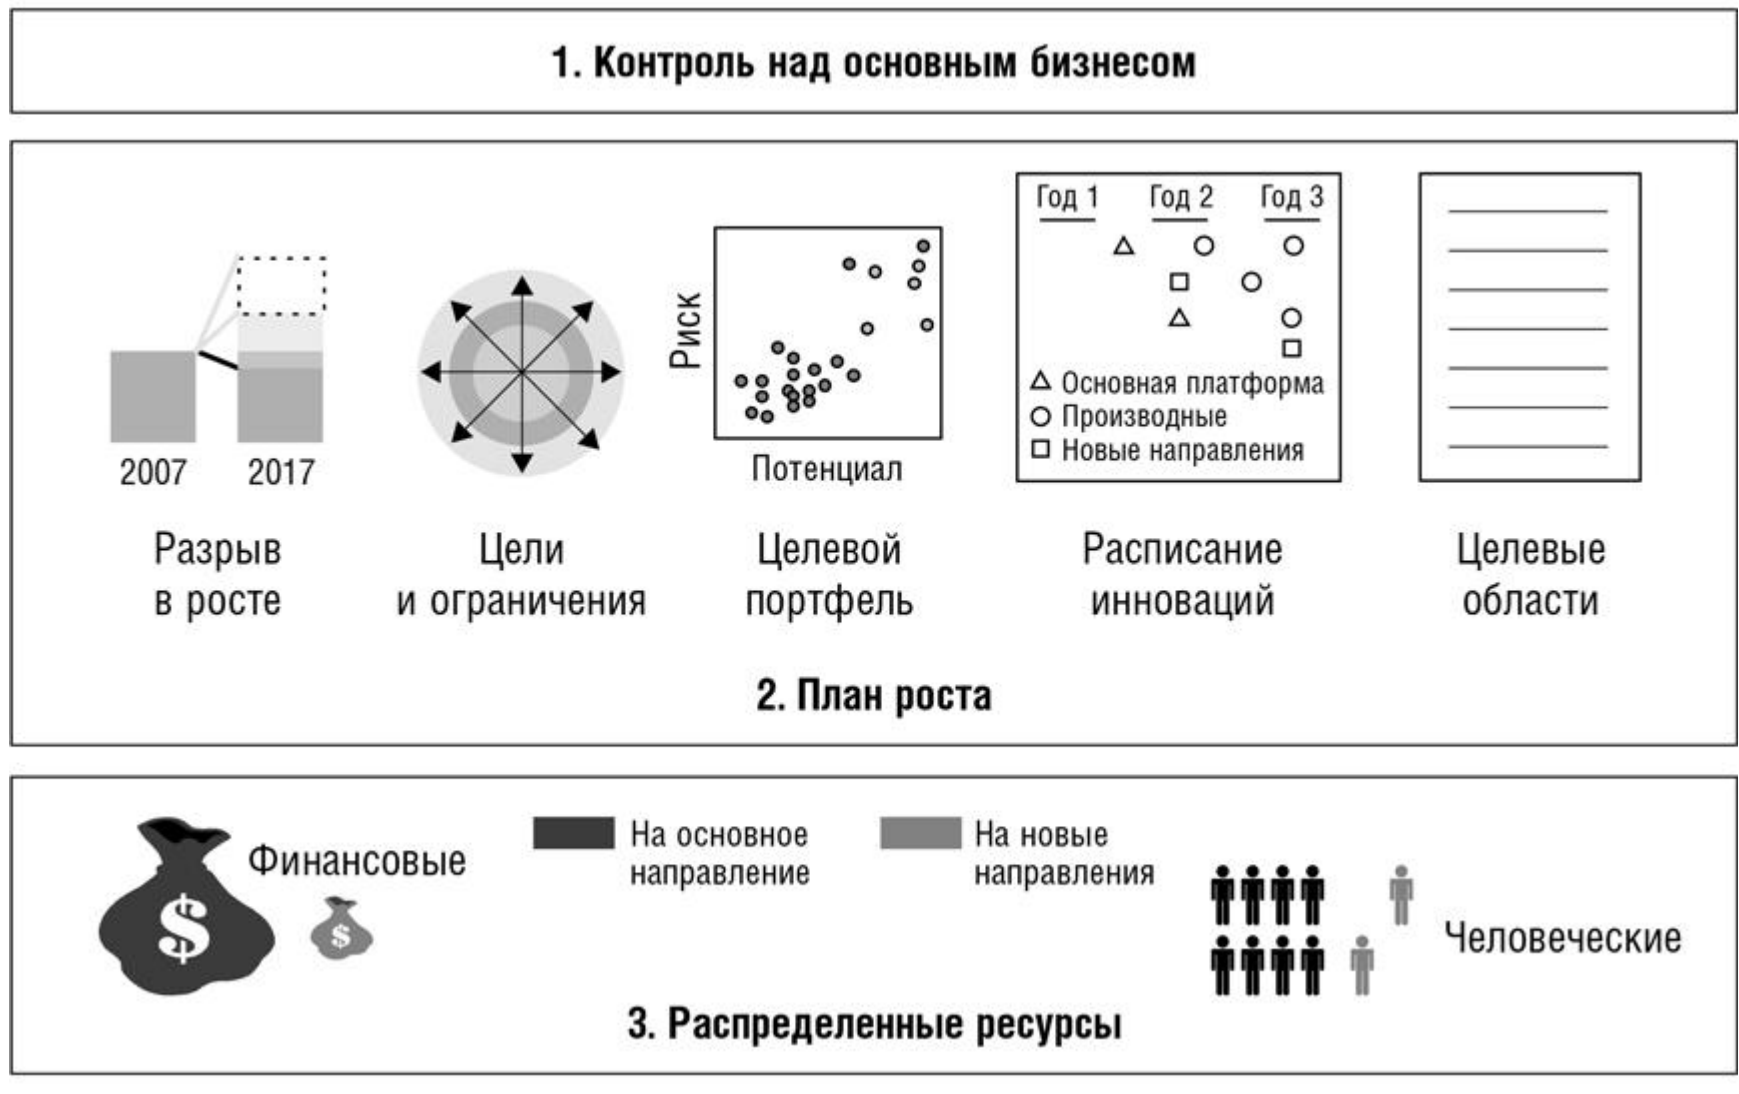 1. Контроль над основным бизнесом
2007
2017
Разрыв
в росте
Цели
и ограничения
Риск
Потенциал
Целевой
портфель
Год 1
Год 2
Год 3
Основная платформа
Производные
Новые направления
Расписание
инноваций
Целевые
области
2. План роста
$
Финансовые
$
На основное
направление
На новые
направления
Человеческие
3. Распределенные ресурсы